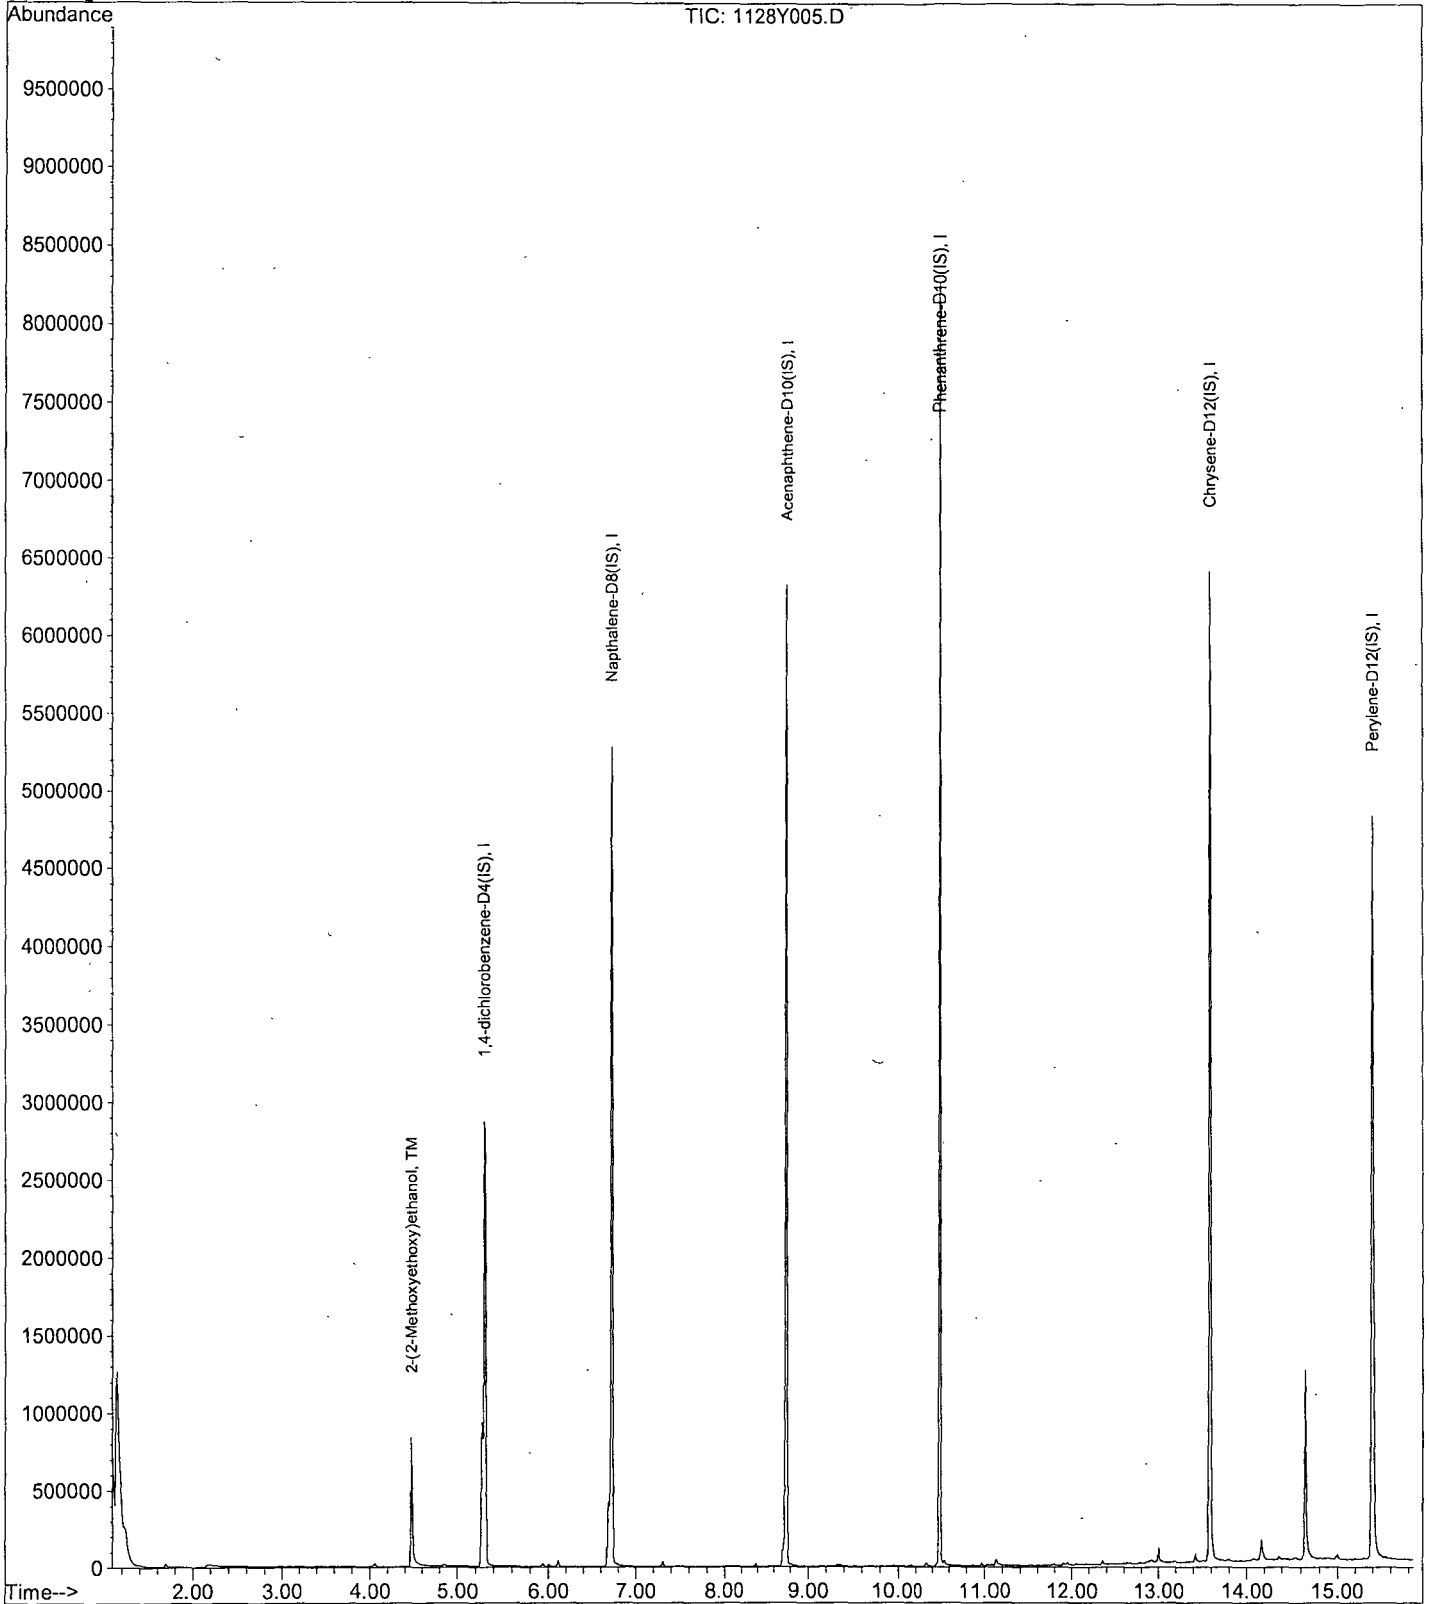 Abundance
TIC: 1128Y005.D
9500000
9000000
8500000
8000000
7500000
7000000
6500000
6000000
5500000
5000000
4500000
4000000
3500000
3000000
2500000
2000000
1500000
1000000
500000
0
2-(2-Methoxyethoxy)ethanol, TM
1,4-dichlorobenzene-D4(IS), I
Napthalene-D8(IS), I
Acenaphthene-D10(IS), I
Phenanthrene-D10(IS), I
Chrysene-D12(IS), I
Perylene-D12(IS), I
Time--> 2.00 3.00 4.00 5.00 6.00 7.00 8.00 9.00 10.00 11.00 12.00 13.00 14.00 15.00